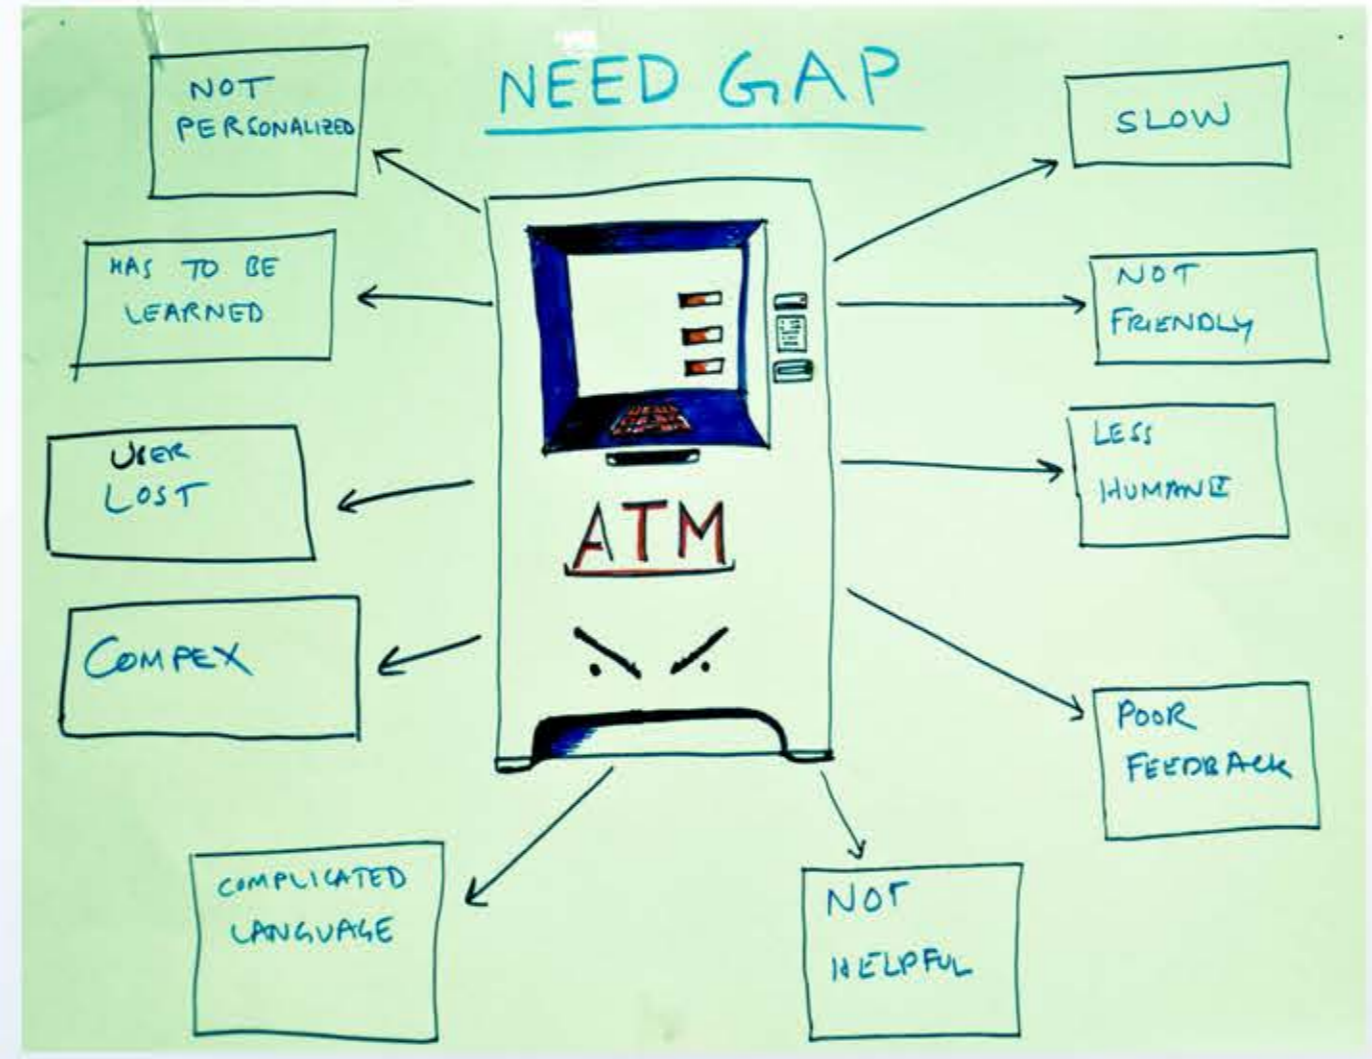 NEED GAP
NOT
PERSONALIZED
HAS TO BE
LEARNED
USER
LOST
COMPEX
COMPLICATED
LANGUAGE
ATM
SLOW
NOT
FRIENDLY
LESS
HUMANE
POOR
FEEDBACK
NOT
HELPFUL